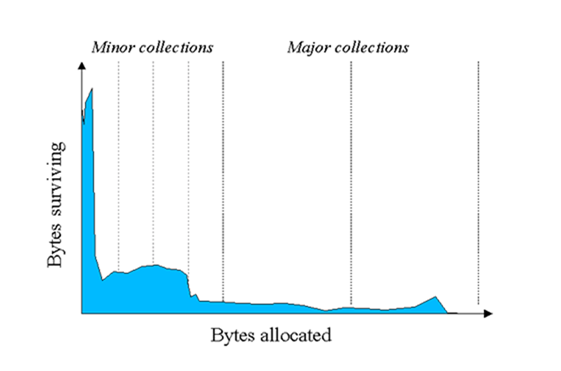 Minor collections
Major collections
Bytes surviving
Bytes allocated